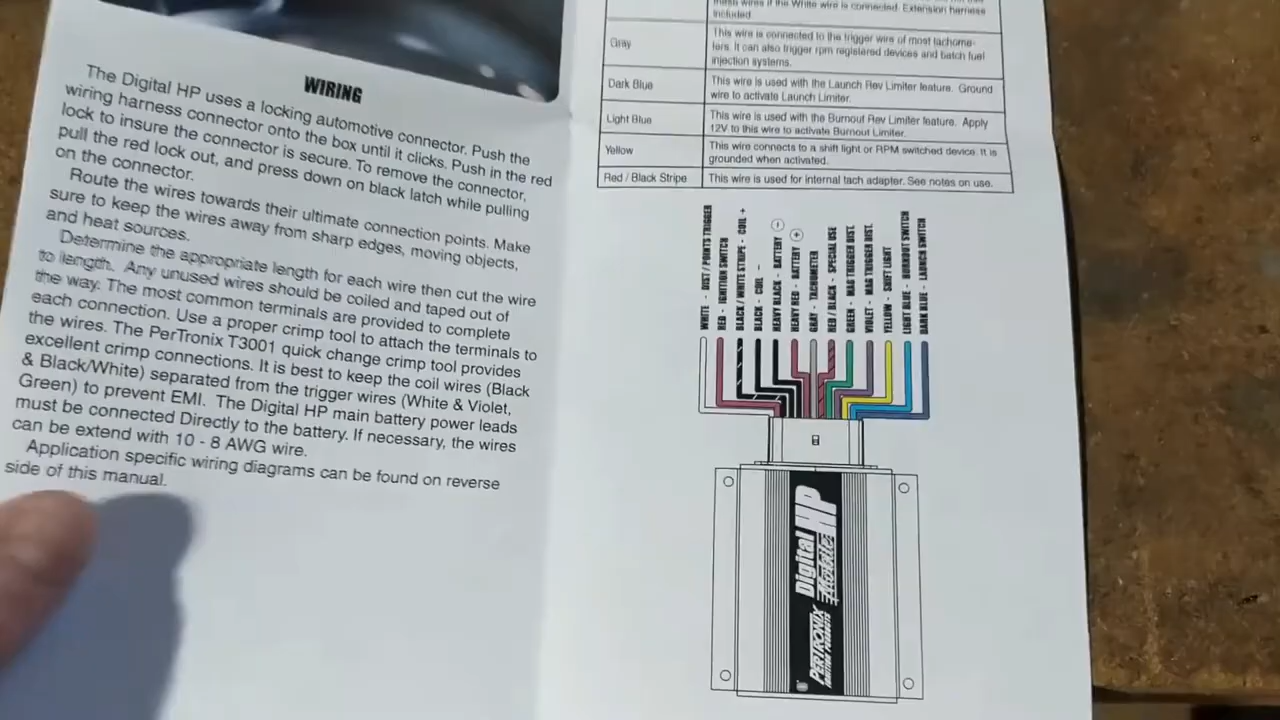 WIRING
The Digital HP uses a locking automotive connector. Push the
wiring harness connector onto the box until it clicks. Push in the red
lock to insure the connector is secure. To remove the connector,
pull the red lock out, and press down on black latch while pulling
on the connector.
Route the wires towards their ultimate connection points. Make
sure to keep the wires away from sharp edges, moving objects,
and heat sources.
Determine the appropriate length for each wire then cut the wire
to length. Any unused wires should be coiled and taped out of
the way. The most common terminals are provided to complete
each connection. Use a proper crimp tool to attach the terminals to
the wires. The PerTronix T3001 quick change crimp tool provides
excellent crimp connections. It is best to keep the coil wires (Black
& Black/White) separated from the trigger wires (White & Violet,
Green) to prevent EMI. The Digital HP main battery power leads
must be connected Directly to the battery. If necessary, the wires
can be extend with 10 - 8 AWG wire.
Application specific wiring diagrams can be found on reverse
side of this manual.
these wires if the White wire is connected. Extension harness
included
Gray
This wire is connected to the trigger wire of most tachome-
ters. It can also trigger rpm registered devices and batch fuel
injection systems.
Dark Blue
This wire is used with the Launch Rev Limiter feature. Ground
wire to activate Launch Limiter.
Light Blue
This wire is used with the Burnout Rev Limiter feature. Apply
12V to this wire to activate Burnout Limiter.
Yellow
This wire connects to a shift light or RPM switched device. It is
grounded when activated.
Red / Black Stripe
This wire is used for internal tach adapter. See notes on use.
WHITE - DIST / POINTS TRIGGER
RED - IGNITION SWITCH
BLACK / WHITE STRIPE - COIL +
BLACK - COIL -
HEAVY BLACK - BATTERY -
HEAVY RED - BATTERY +
GRAY - TACHOMETER
RED / BLACK - SPECIAL USE
GREEN - MAG TRIGGER DIST.
VIOLET - MAG TRIGGER DIST.
YELLOW - SHIFT LIGHT
LIGHT BLUE - BURNOUT SWITCH
DARK BLUE - LAUNCH SWITCH
Digital HP
PERTRONIX
IGNITION PRODUCTS